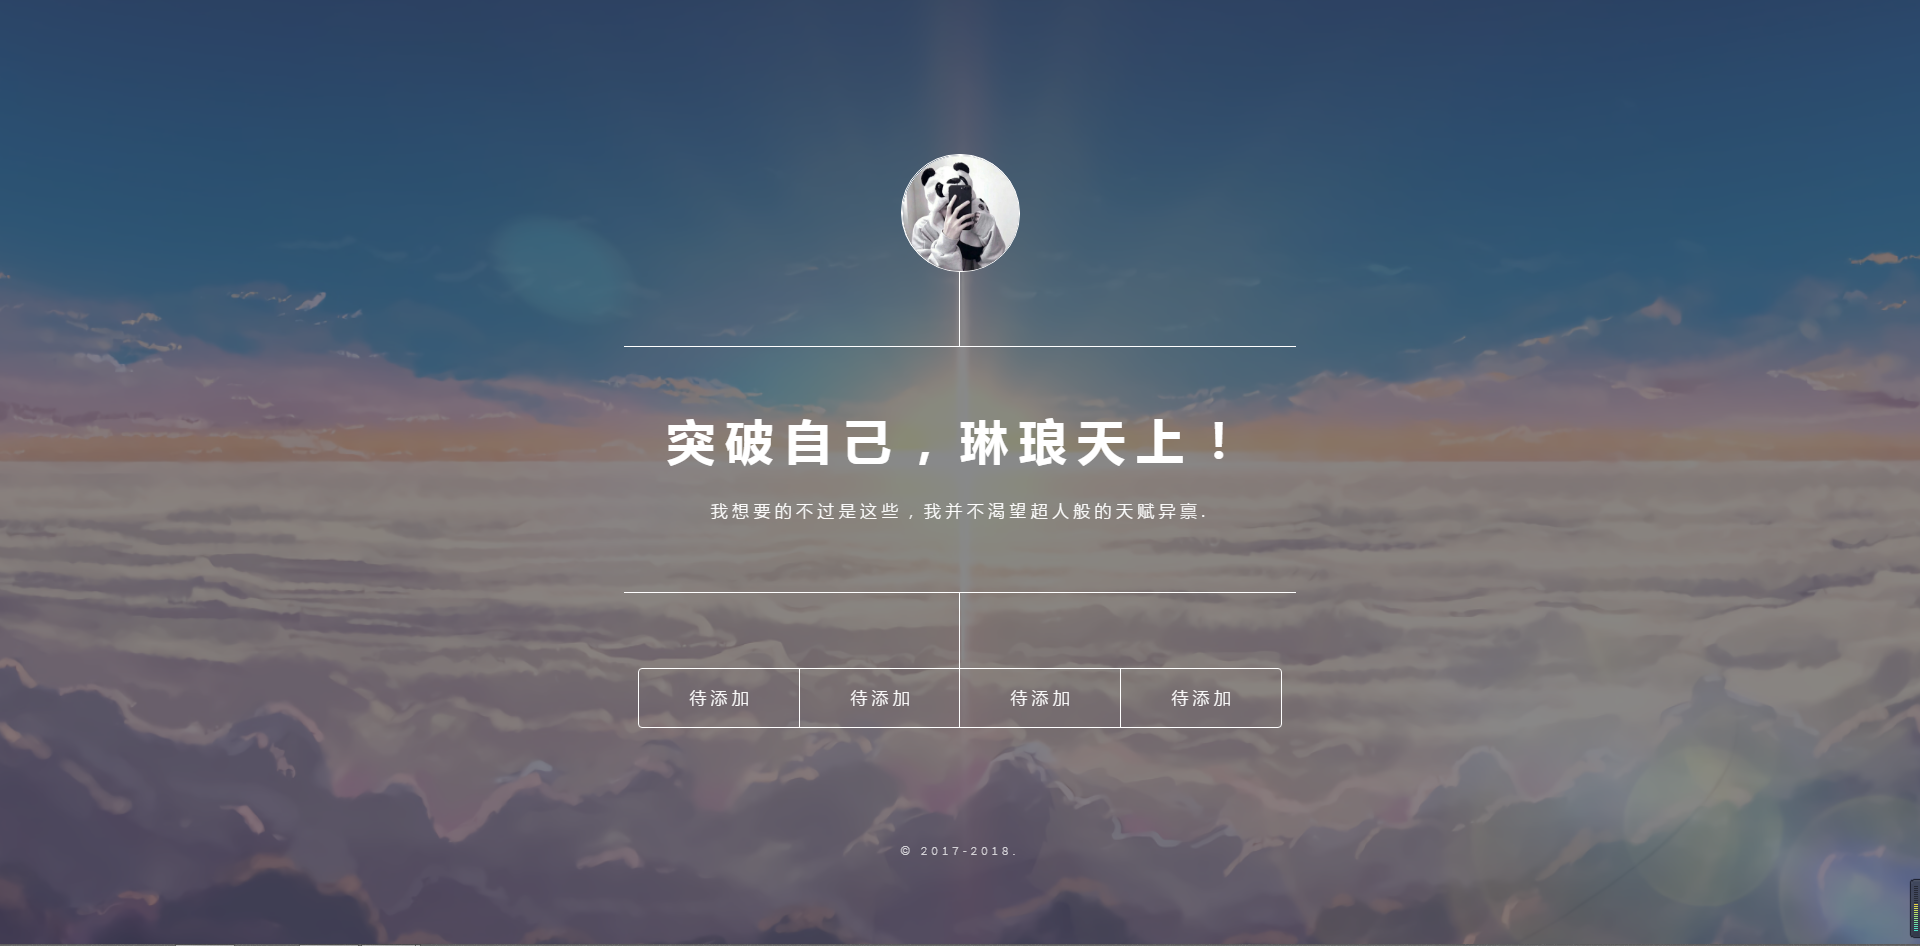 突破自己，琳琅天上！
我想要的不过是这些，我并不渴望超人般的天赋异禀.
待添加 待添加 待添加 待添加
© 2017-2018.